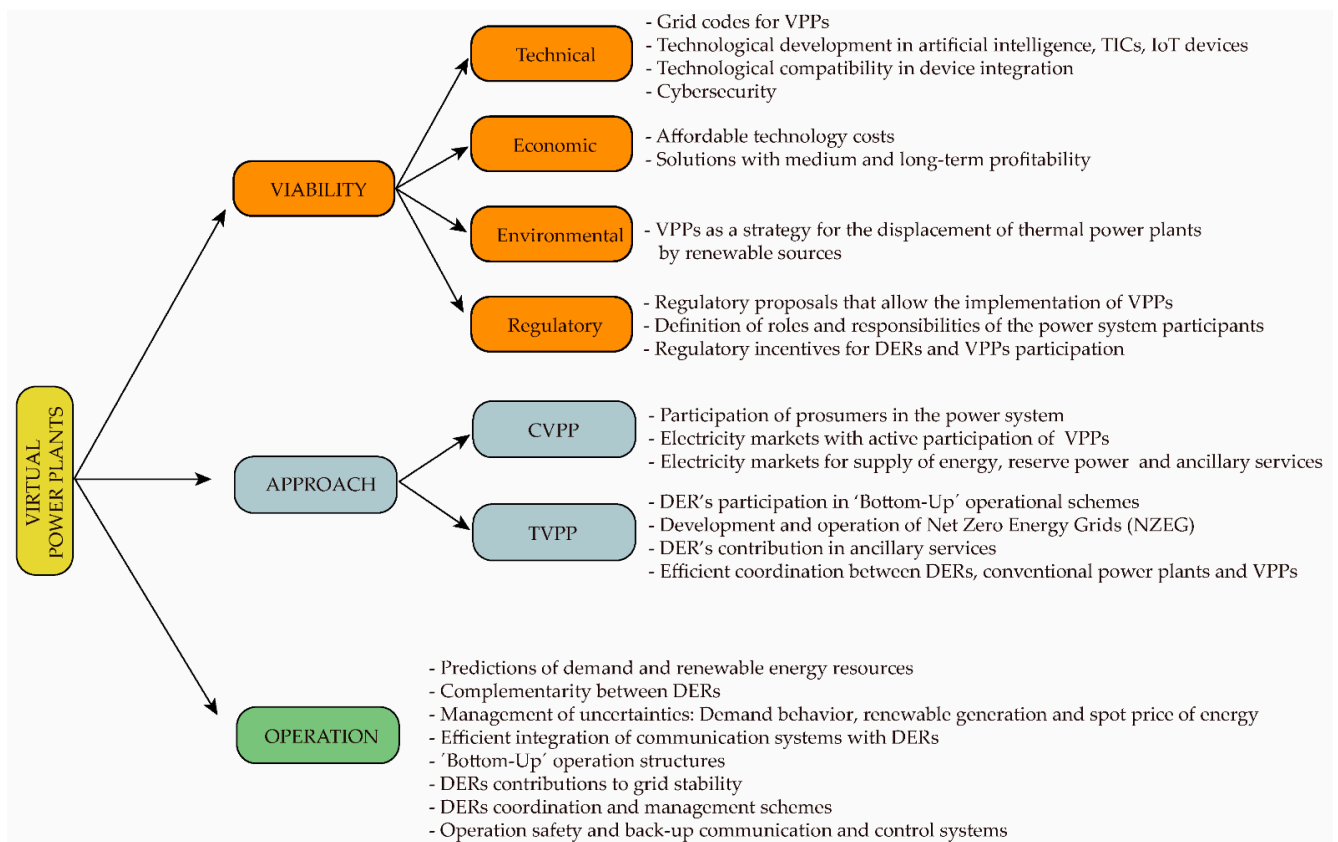 VIRTUAL
POWER PLANTS
VIABILITY
Technical
- Grid codes for VPPs
- Technological development in artificial intelligence, TICs, IoT devices
- Technological compatibility in device integration
- Cybersecurity
Economic
- Affordable technology costs
- Solutions with medium and long-term profitability
Environmental
- VPPs as a strategy for the displacement of thermal power plants
by renewable sources
Regulatory
- Regulatory proposals that allow the implementation of VPPs
- Definition of roles and responsibilities of the power system participants
- Regulatory incentives for DERs and VPPs participation
APPROACH
CVPP
- Participation of prosumers in the power system
- Electricity markets with active participation of VPPs
- Electricity markets for supply of energy, reserve power and ancillary services
TVPP
- DER's participation in ‘Bottom-Up´ operational schemes
- Development and operation of Net Zero Energy Grids (NZEG)
- DER's contribution in ancillary services
- Efficient coordination between DERs, conventional power plants and VPPs
OPERATION
- Predictions of demand and renewable energy resources
- Complementarity between DERs
- Management of uncertainties: Demand behavior, renewable generation and spot price of energy
- Efficient integration of communication systems with DERs
- ´Bottom-Up´ operation structures
- DERs contributions to grid stability
- DERs coordination and management schemes
- Operation safety and back-up communication and control systems